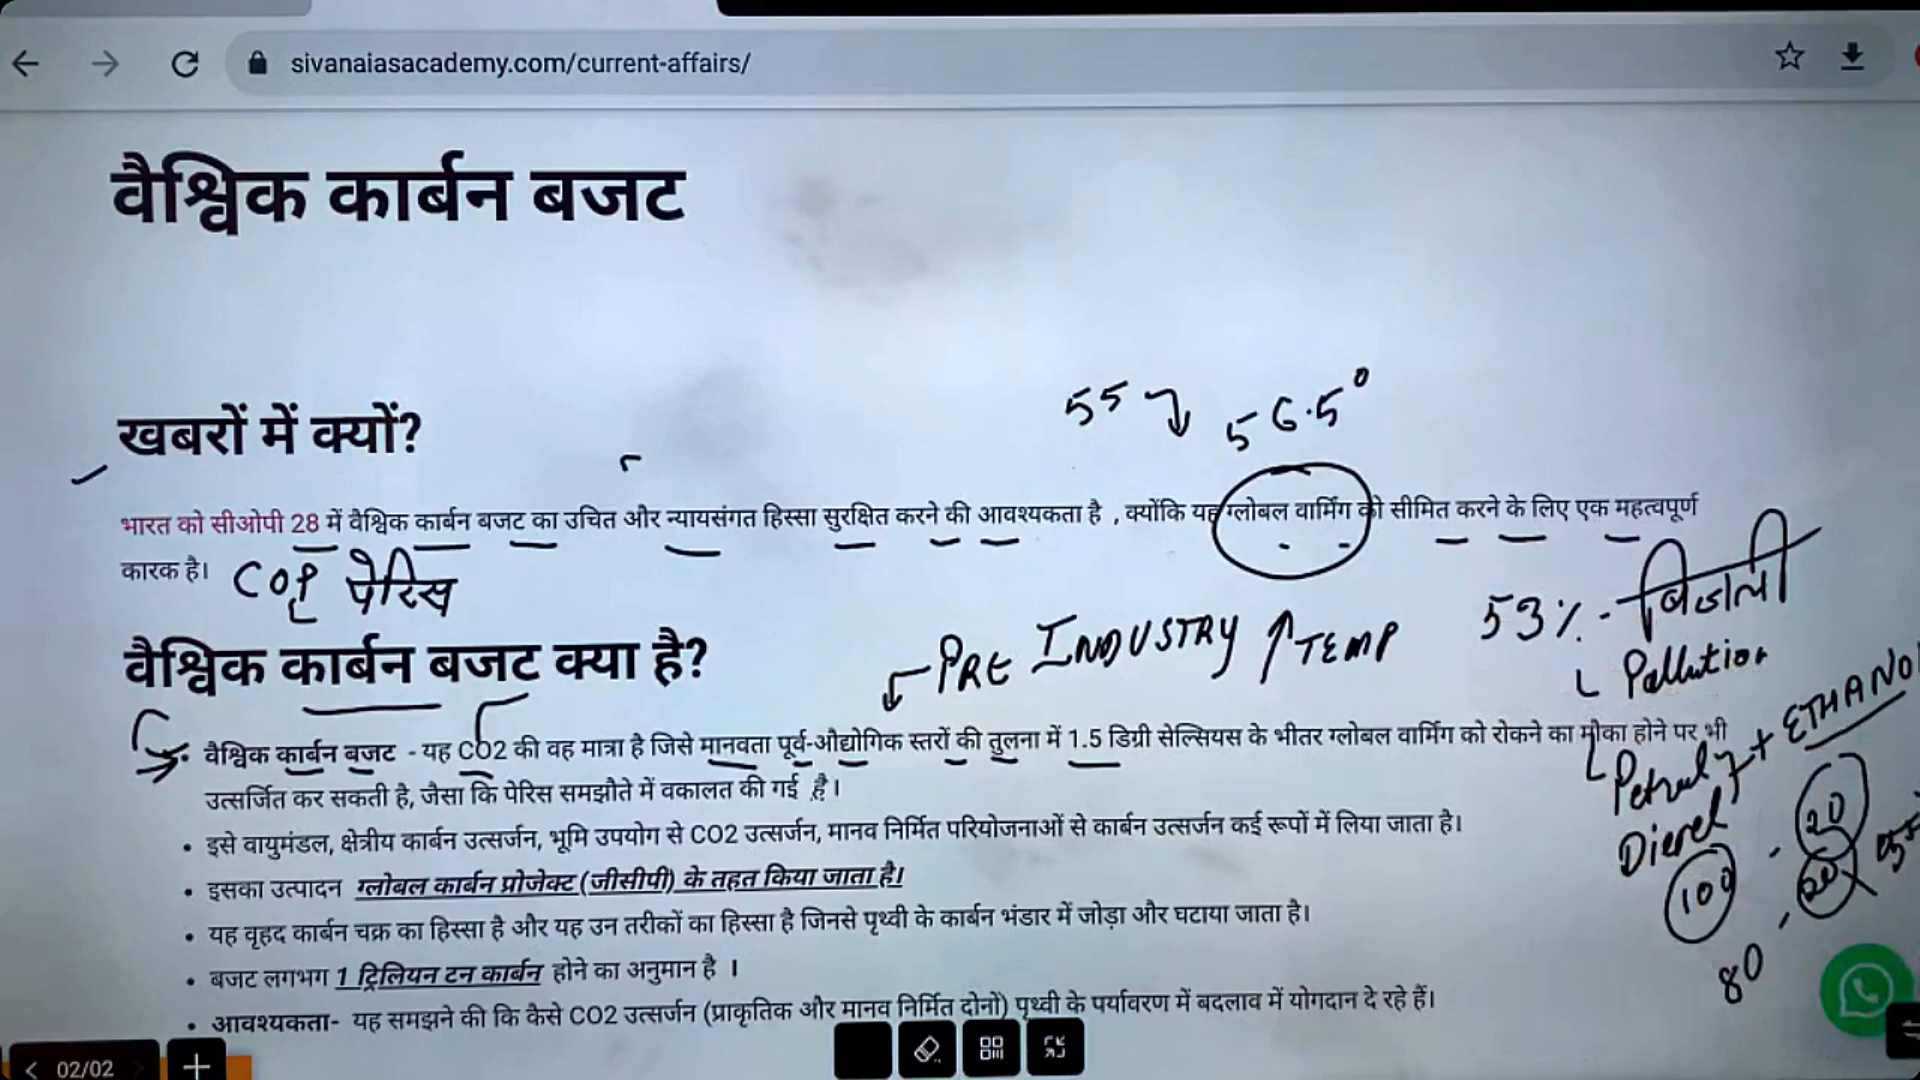 sivanaiasacademy.com/current-affairs/
वैश्विक कार्बन बजट
55 56.5°
खबरों में क्यों?
भारत को सीओपी 28 में वैश्विक कार्बन बजट का उचित और न्यायसंगत हिस्सा सुरक्षित करने की आवश्यकता है , क्योंकि यह ग्लोबल वार्मिंग को सीमित करने के लिए एक महत्वपूर्ण
कारक है।
COP पेरिस
53% - बिजली
Pollution
PRE INDUSTRY ↑ TEMP
वैश्विक कार्बन बजट क्या है?
• वैश्विक कार्बन बजट - यह CO2 की वह मात्रा है जिसे मानवता पूर्व-औद्योगिक स्तरों की तुलना में 1.5 डिग्री सेल्सियस के भीतर ग्लोबल वार्मिंग को रोकने का मौका होने पर भी
उत्सर्जित कर सकती है, जैसा कि पेरिस समझौते में वकालत की गई है।
Petrol + ETHANO
Diesel
100 - 20
20
80
• इसे वायुमंडल, क्षेत्रीय कार्बन उत्सर्जन, भूमि उपयोग से CO2 उत्सर्जन, मानव निर्मित परियोजनाओं से कार्बन उत्सर्जन कई रूपों में लिया जाता है।
• इसका उत्पादन ग्लोबल कार्बन प्रोजेक्ट (जीसीपी) के तहत किया जाता है।
• यह वृहद कार्बन चक्र का हिस्सा है और यह उन तरीकों का हिस्सा है जिनसे पृथ्वी के कार्बन भंडार में जोड़ा और घटाया जाता है।
• बजट लगभग 1 ट्रिलियन टन कार्बन होने का अनुमान है ।
• आवश्यकता- यह समझने की कि कैसे CO2 उत्सर्जन (प्राकृतिक और मानव निर्मित दोनों) पृथ्वी के पर्यावरण में बदलाव में योगदान दे रहे हैं।
02/02